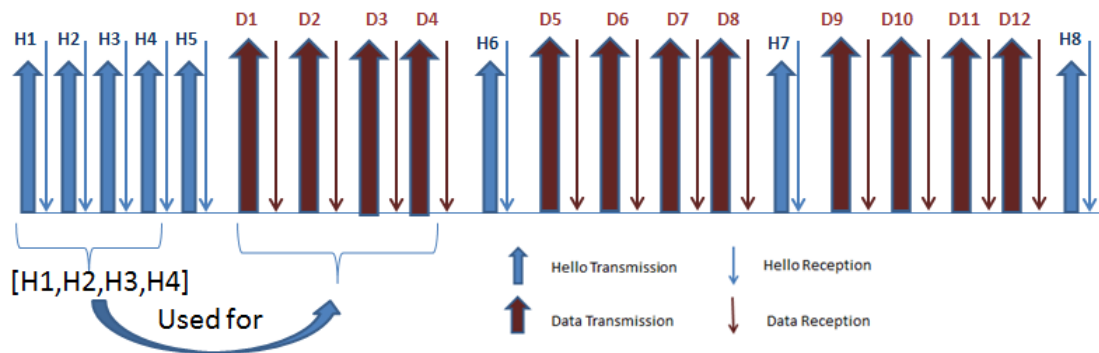 D1 D2 D3 D4 D5 D6 D7 D8 D9 D10 D11 D12
H1 H2 H3 H4 H5 H6 H7 H8
[H1,H2,H3,H4]
Used for
Hello Transmission Hello Reception
Data Transmission Data Reception